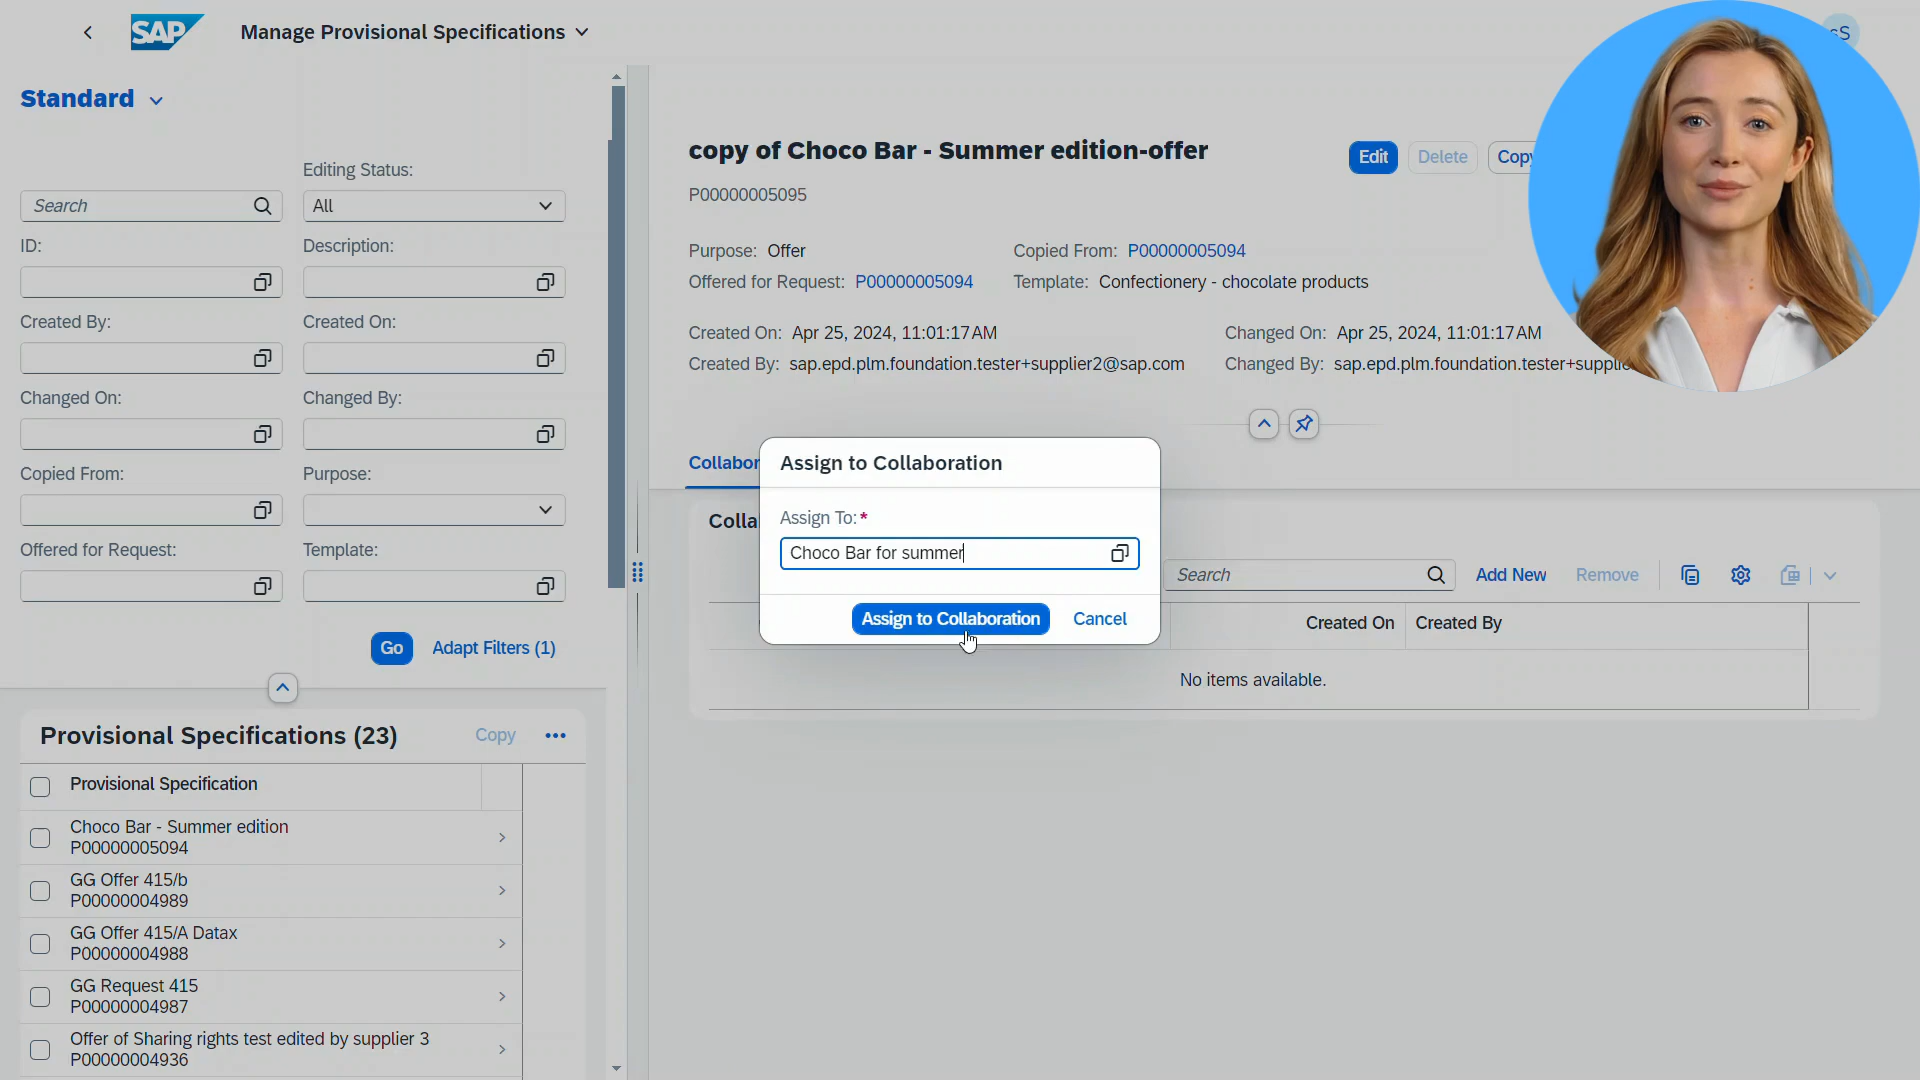 SAP
Manage Provisional Specifications
Standard
Editing Status:
Search
All
ID:
Description:
Created By:
Created On:
Changed On:
Changed By:
Copied From:
Purpose:
Offered for Request:
Template:
Go
Adapt Filters (1)
Provisional Specifications (23)
Copy
Provisional Specification
Choco Bar - Summer edition
P00000005094
GG Offer 415/b
P00000004989
GG Offer 415/A Datax
P00000004988
GG Request 415
P00000004987
Offer of Sharing rights test edited by supplier 3
P00000004936
copy of Choco Bar - Summer edition-offer
Edit
Delete
Copy
P00000005095
Purpose: Offer
Copied From: P00000005094
Offered for Request: P00000005094
Template: Confectionery - chocolate products
Created On: Apr 25, 2024, 11:01:17 AM
Changed On: Apr 25, 2024, 11:01:17 AM
Created By: sap.epd.plm.foundation.tester+supplier2@sap.com
Changed By: sap.epd.plm.foundation.tester+supplie
Collabor
Colla
Assign to Collaboration
Assign To:*
Choco Bar for summer
Assign to Collaboration
Cancel
Search
Add New
Remove
Created On
Created By
No items available.